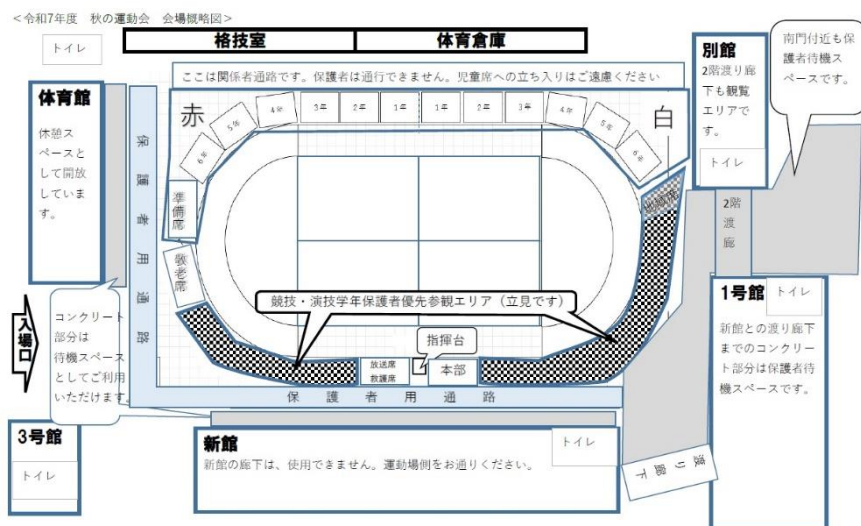 ＜令和7年度　秋の運動会　会場概略図＞
トイレ
格技室
体育倉庫
ここは関係者通路です。保護者は通行できません。児童席への立ち入りはご遠慮ください
南門付近も保
護者待機ス
ペースです。
別館
2階渡り廊
下も観覧
エリアで
す。
トイレ
体育館
休憩ス
ペースと
して開放
していま
す。
保護者用通路
赤
6年
5年
4年
3年
2年
1年
1年
2年
3年
4年
5年
6年
白
準備席
敬老席
2階
渡り
廊
競技・演技学年保護者優先参観エリア（立見です）
指揮台
放送席
救護席
本部
入場口
コンクリート
部分は
待機スペース
としてご利用
いただけます。
保護者用通路
1号館
トイレ
新館との渡り廊下
までのコンクリー
ト部分は保護者待
機スペースです。
3号館
トイレ
新館
新館の廊下は、使用できません。運動場側をお通りください。
トイレ
渡り廊
下